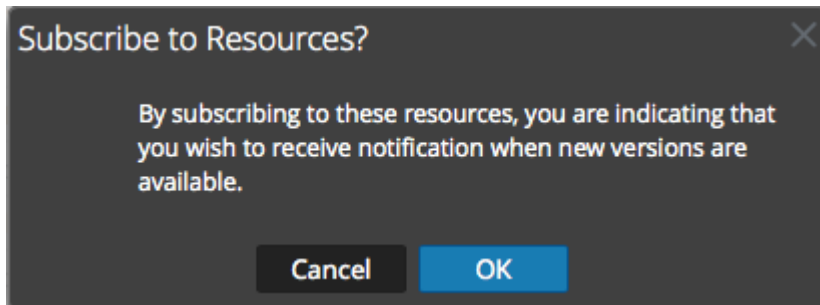 Subscribe to Resources?
By subscribing to these resources, you are indicating that
you wish to receive notification when new versions are
available.
Cancel OK